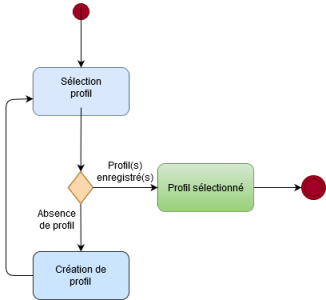 Sélection
profil
Profil(s)
enregistré(s)
Profil sélectionné
Absence
de profil
Création de
profil